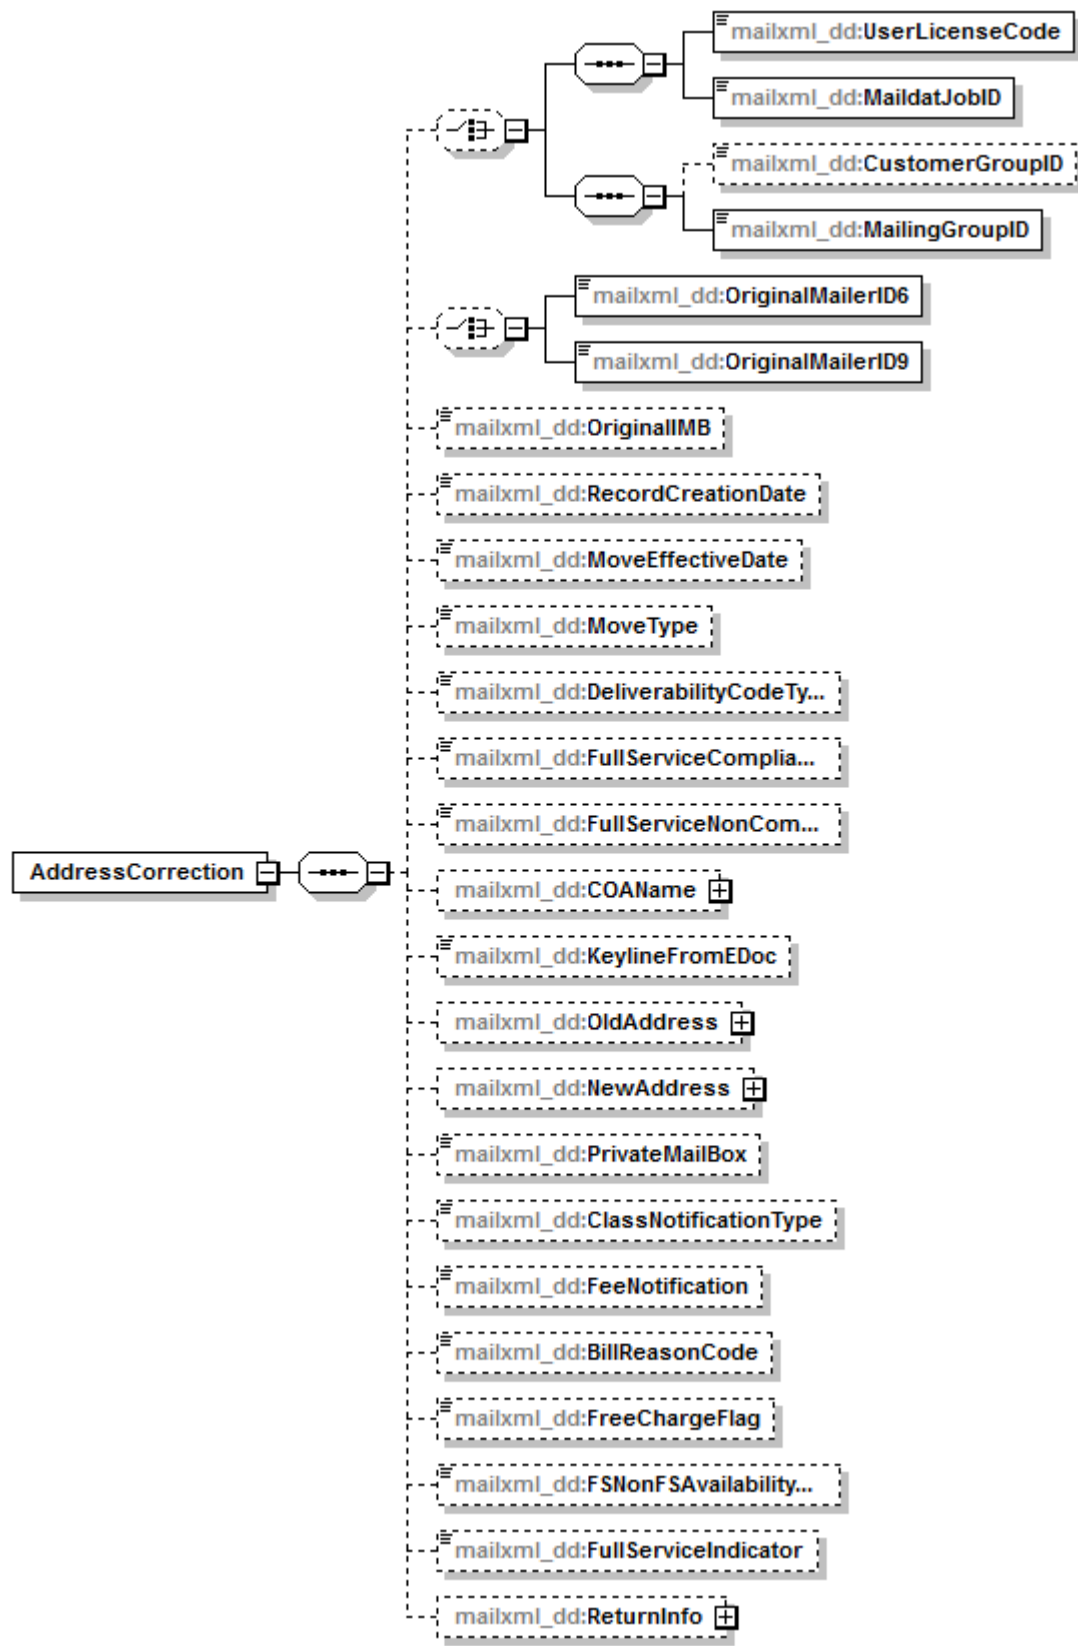 mailxml_dd:UserLicenseCode
mailxml_dd:MaildatJobID
mailxml_dd:CustomerGroupID
mailxml_dd:MailingGroupID
mailxml_dd:OriginalMailerID6
mailxml_dd:OriginalMailerID9
mailxml_dd:OriginalIMB
mailxml_dd:RecordCreationDate
mailxml_dd:MoveEffectiveDate
mailxml_dd:MoveType
mailxml_dd:DeliverabilityCodeTy...
mailxml_dd:FullServiceComplia...
mailxml_dd:FullServiceNonCom...
AddressCorrection
mailxml_dd:COAName
mailxml_dd:KeylineFromEDoc
mailxml_dd:OldAddress
mailxml_dd:NewAddress
mailxml_dd:PrivateMailBox
mailxml_dd:ClassNotificationType
mailxml_dd:FeeNotification
mailxml_dd:BillReasonCode
mailxml_dd:FreeChargeFlag
mailxml_dd:FSNonFSAvailability...
mailxml_dd:FullServiceIndicator
mailxml_dd:ReturnInfo